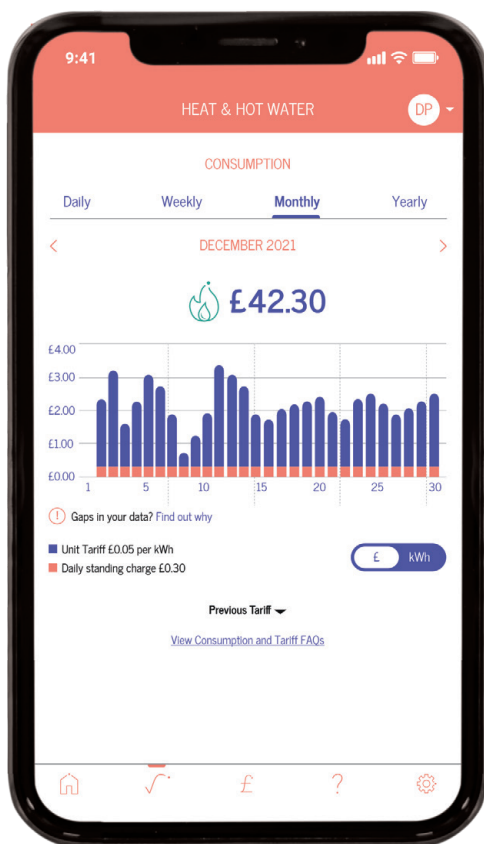 9:41
HEAT & HOT WATER
DP
CONSUMPTION
Daily Weekly Monthly Yearly
DECEMBER 2021
£42.30
£4.00
£3.00
£2.00
£1.00
£0.00
1 5 10 15 20 25 30
! Gaps in your data? Find out why
Unit Tariff £0.05 per kWh
Daily standing charge £0.30
£ kWh
Previous Tariff
View Consumption and Tariff FAQs
£ ?